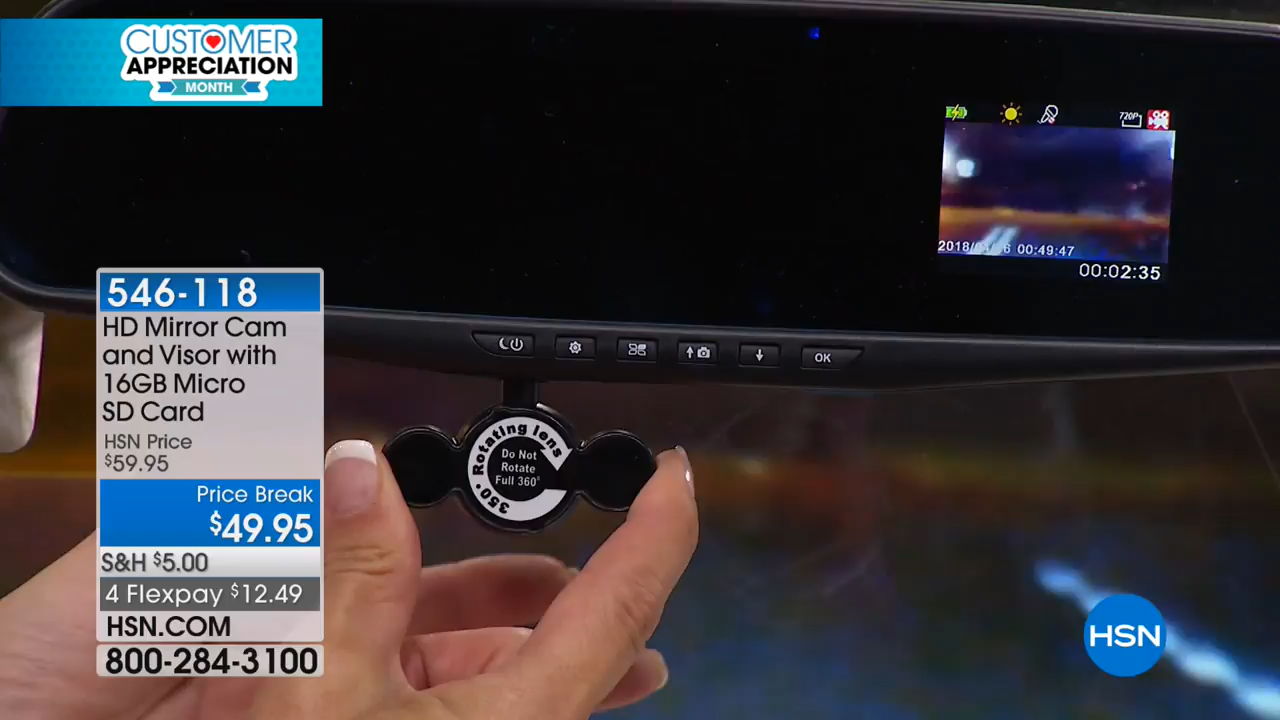 CUSTOMER
APPRECIATION
MONTH
720P
00:49:47
00:02:35
546-118
HD Mirror Cam
and Visor with
16GB Micro
SD Card
HSN Price
$59.95
Price Break
$49.95
S&H $5.00
4 Flexpay $12.49
HSN.COM
800-284-3100
OK
350° Rotating lens
Do Not
Rotate
Full 360°
HSN